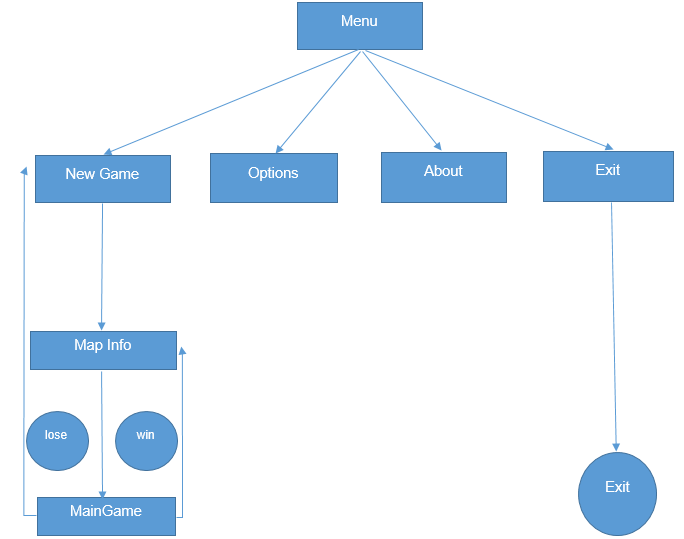 Menu
New Game
Options
About
Exit
Map Info
lose
win
MainGame
Exit